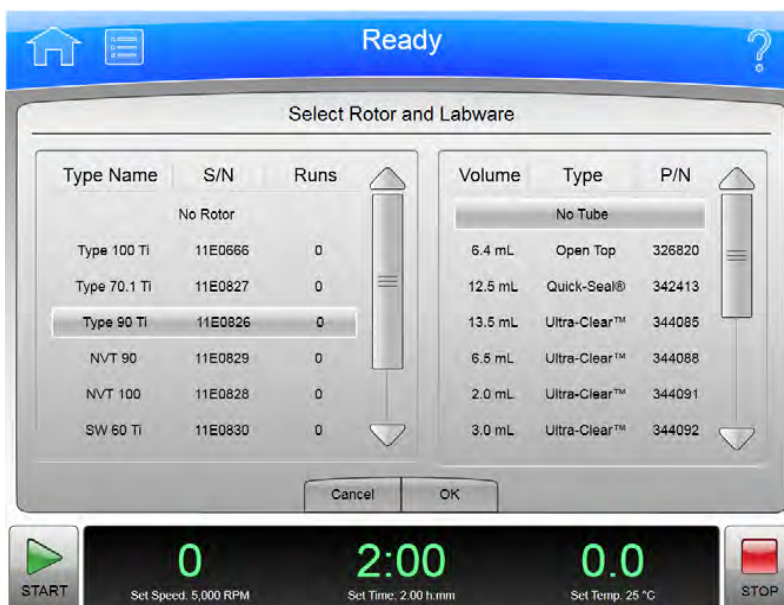 Ready
?
Select Rotor and Labware
Type Name S/N Runs
No Rotor
Type 100 Ti 11E0666 0
Type 70.1 Ti 11E0827 0
Type 90 Ti 11E0826 0
NVT 90 11E0829 0
NVT 100 11E0828 0
SW 60 Ti 11E0830 0
Volume Type P/N
No Tube
6.4 mL Open Top 326820
12.5 mL Quick-Seal® 342413
13.5 mL Ultra-Clear™ 344085
6.5 mL Ultra-Clear™ 344088
2.0 mL Ultra-Clear™ 344091
3.0 mL Ultra-Clear™ 344092
Cancel OK
START
0
Set Speed. 5,000 RPM
2:00
Set Time. 2.00 h:mm
0.0
Set Temp. 25 °C
STOP